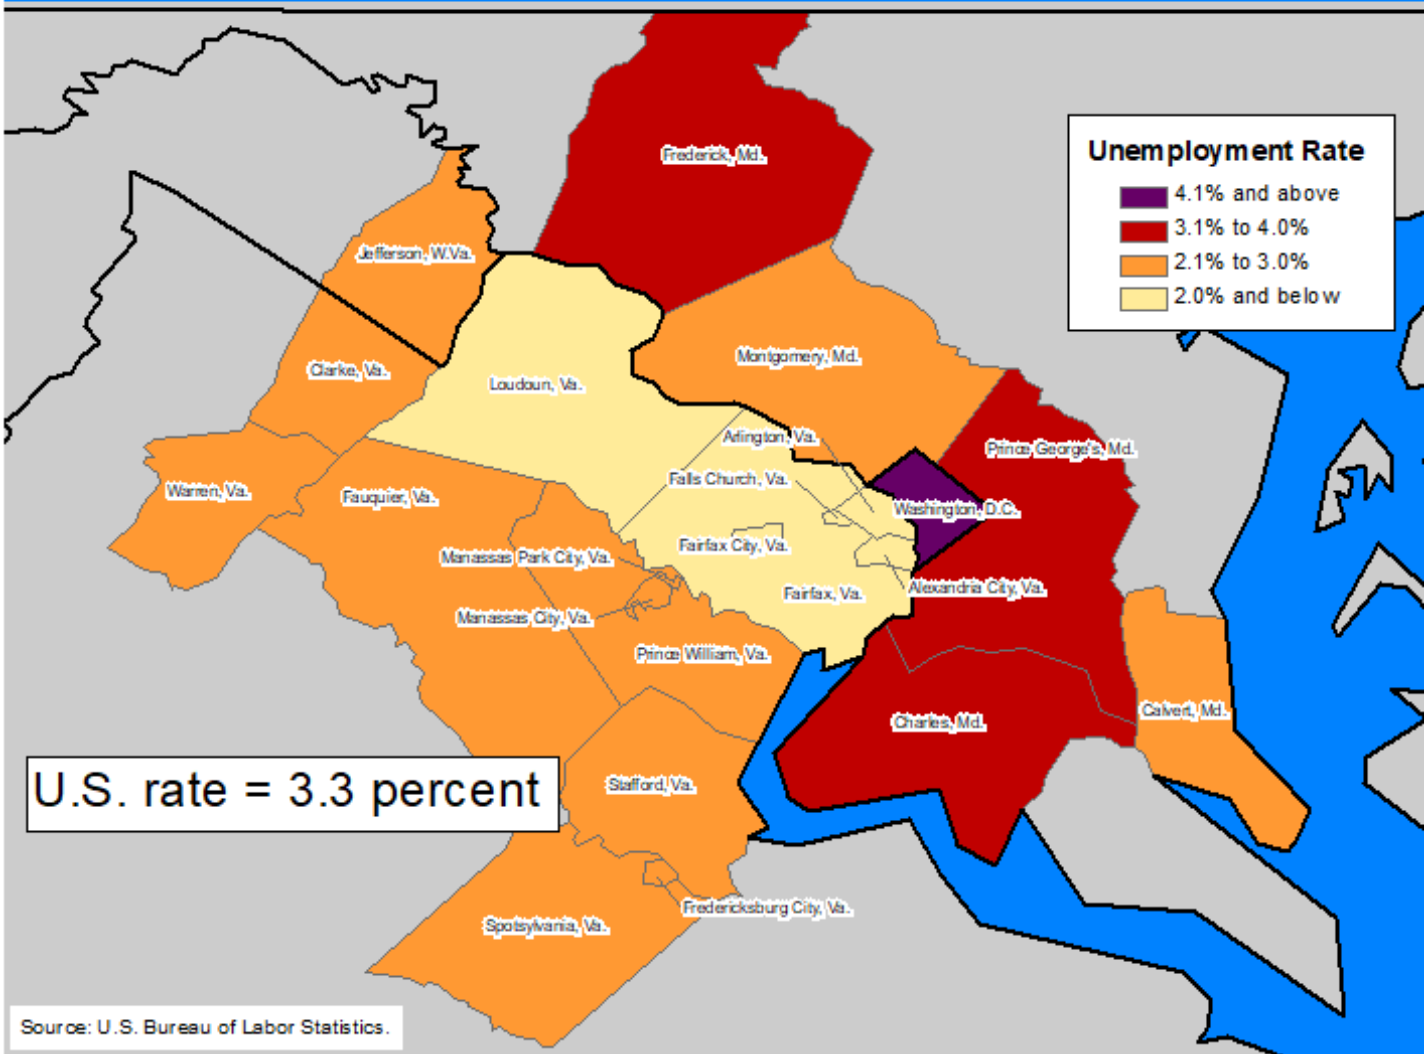 Unemployment Rate
4.1% and above
3.1% to 4.0%
2.1% to 3.0%
2.0% and below
Frederick, Md.
Jefferson, W.Va.
Clarke, Va.
Loudoun, Va.
Montgomery, Md.
Arlington, Va.
Prince George's, Md.
Falls Church, Va.
Warren, Va.
Fauquier, Va.
Washington, D.C.
Fairfax City, Va.
Manassas Park City, Va.
Fairfax, Va.
Alexandria City, Va.
Manassas City, Va.
Prince William, Va.
Charles, Md.
Calvert, Md.
U.S. rate = 3.3 percent
Stafford, Va.
Fredericksburg City, Va.
Spotsylvania, Va.
Source: U.S. Bureau of Labor Statistics.